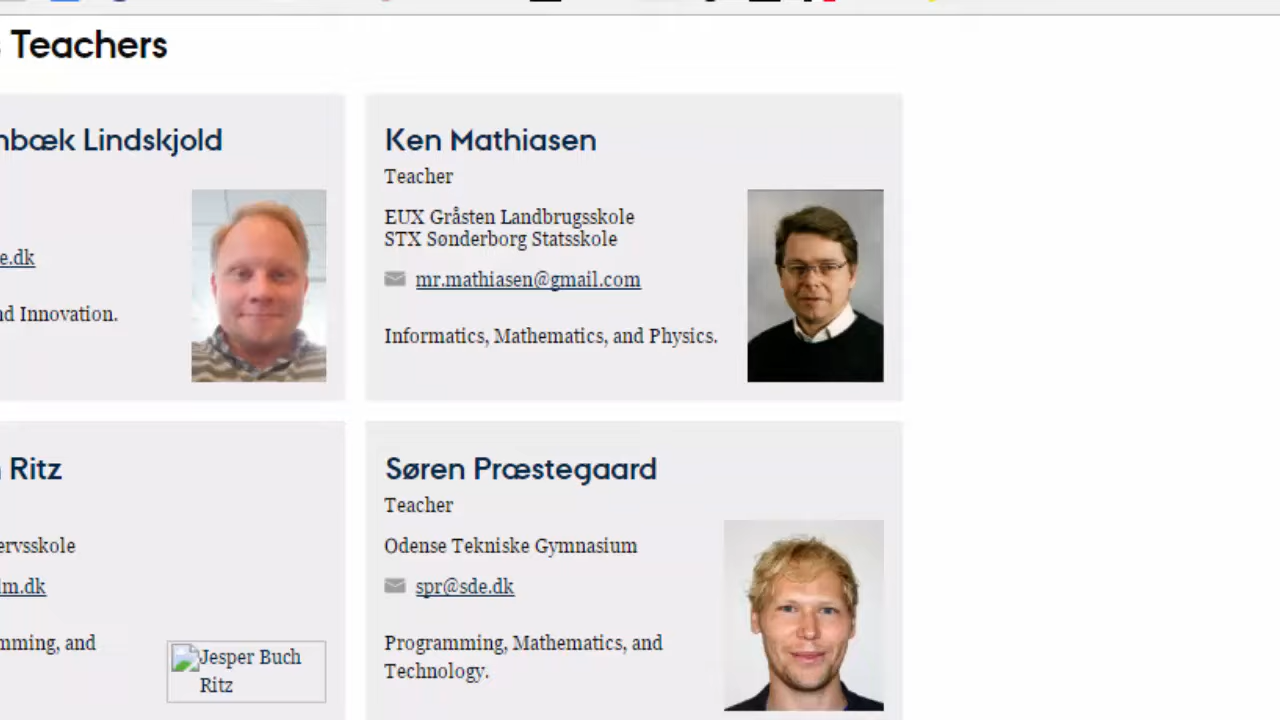 s Teachers
nbæk Lindskjold
e.dk
nd Innovation.
Ken Mathiasen
Teacher
EUX Gråsten Landbrugsskole
STX Sønderborg Statsskole
mr.mathiasen@gmail.com
Informatics, Mathematics, and Physics.
n Ritz
ervsskole
lm.dk
mming, and
Jesper Buch
Ritz
Søren Præstegaard
Teacher
Odense Tekniske Gymnasium
spr@sde.dk
Programming, Mathematics, and
Technology.